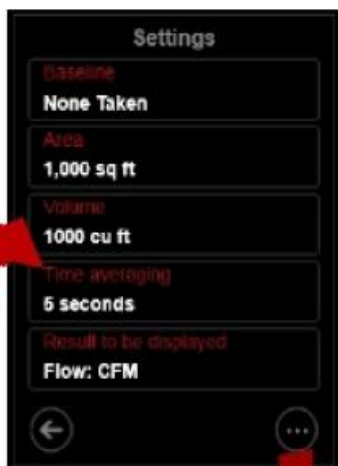 Settings
Baseline
None Taken
Area
1,000 sq ft
Volume
1000 cu ft
Time averaging
5 seconds
Result to be displayed
Flow: CFM